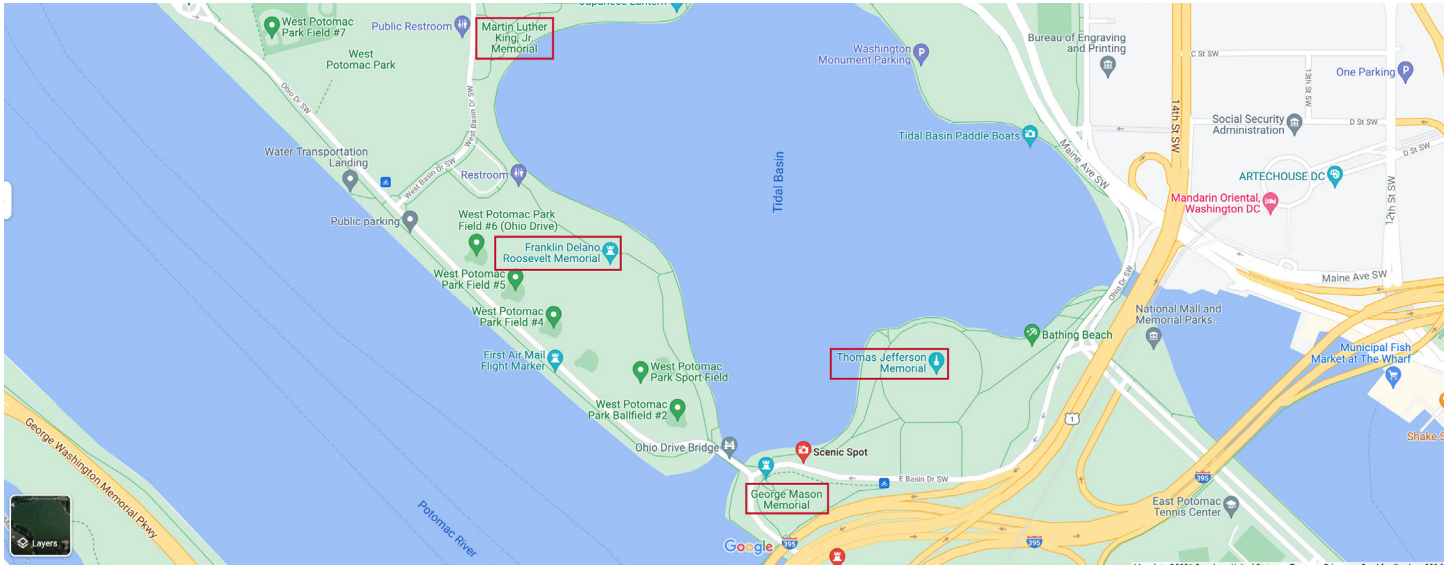 Japanese Lantern
West Potomac
Park Field #7
Public Restroom
Martin Luther
King, Jr.
Memorial
West
Potomac Park
Washington
Monument Parking
Bureau of Engraving
and Printing
C St SW
One Parking
13th St SW
14th St SW
Ohio Dr SW
West Basin Dr SW
Social Security
Administration
D St SW
D St SW
Tidal Basin Paddle Boats
Maine Ave SW
Water Transportation
Landing
West Basin Dr SW
Restroom
Tidal Basin
ARTECHOUSE DC
Mandarin Oriental,
Washington DC
12th St SW
Public parking
West Potomac Park
Field #6 (Ohio Drive)
Franklin Delano
Roosevelt Memorial
West Potomac
Park Field #5
Ohio Dr SW
Maine Ave SW
West Potomac
Park Field #4
National Mall and
Memorial Parks...
Bathing Beach
First Air Mail
Flight Marker
Thomas Jefferson
Memorial
Municipal Fish
Market at The Wharf
West Potomac
Park Sport Field
West Potomac
Park Ballfield #2
1
Shake S
George Washington Memorial Pkwy
Ohio Drive Bridge
Scenic Spot
E Basin Dr SW
395
George Mason
Memorial
East Potomac
Tennis Center
Potomac River
Layers
Google
395
395